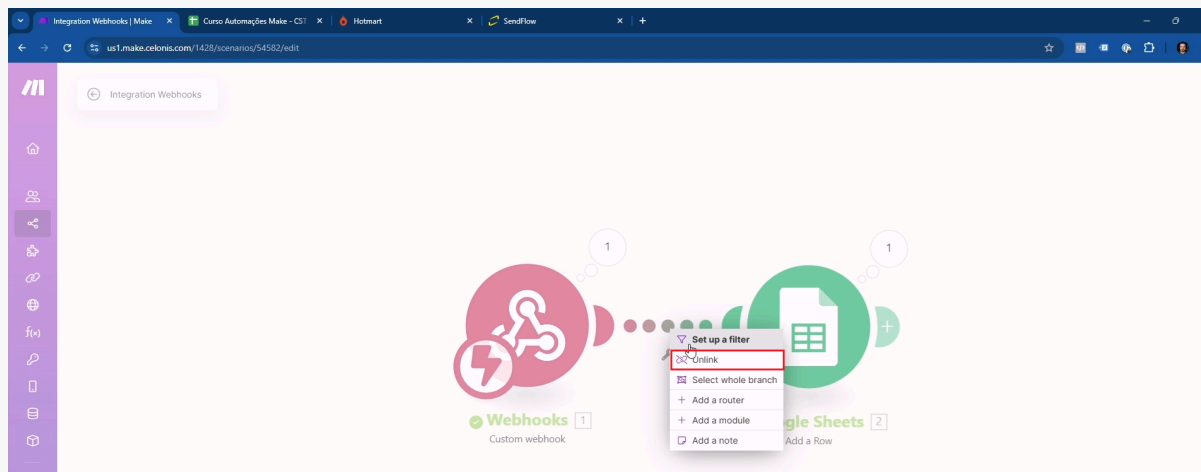 Integration Webhooks | Make
Curso Automações Make - CST
Hotmart
SendFlow
us1.make.celonis.com/1428/scenarios/54582/edit
Integration Webhooks
1
1
Set up a filter
Unlink
Select whole branch
+ Add a router
+ Add a module
Add a note
Webhooks 1
gle Sheets 2
Custom webhook
Add a Row
f(x)